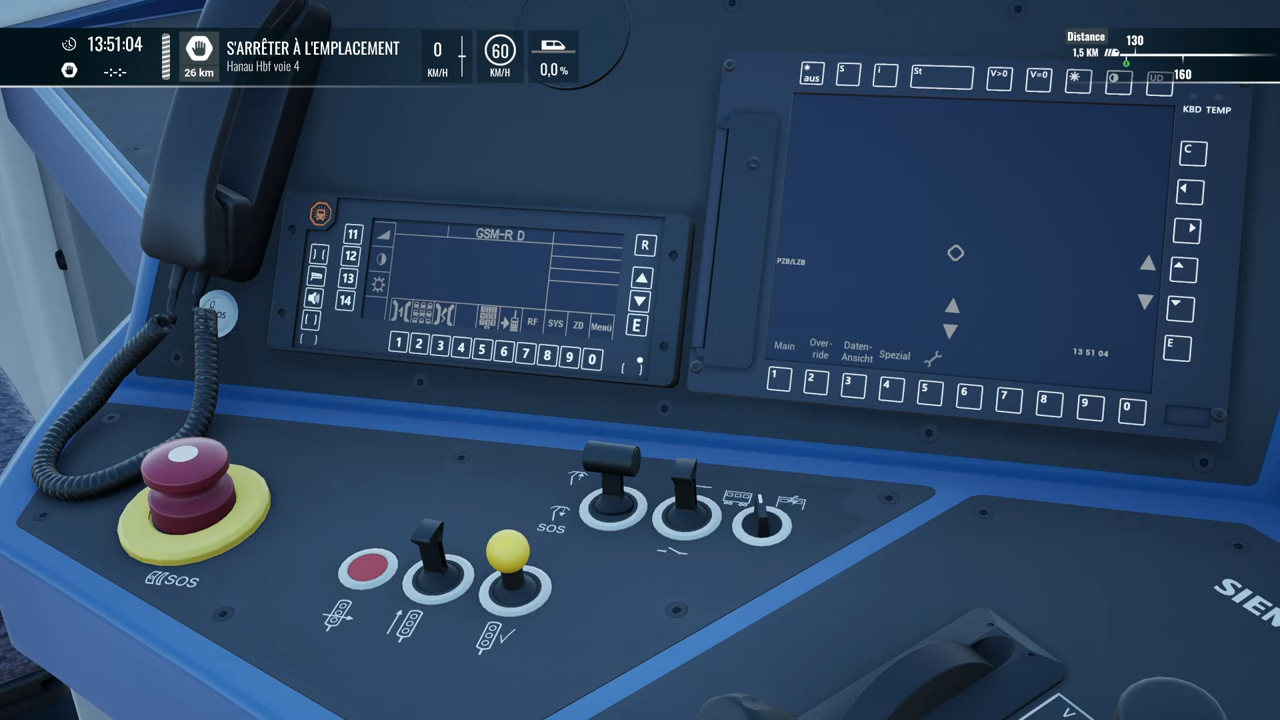 13:51:04
--:--
26 km
S'ARRÊTER À L'EMPLACEMENT
Hanau Hbf voie 4
0
KM/H
60
KM/H
0,0 %
Distance
1,5 KM
130
160
* aus
S
i
St
V>0
V=0
UD
KBD TEMP
C
E
PZB/LZB
Main
Over-
ride
Daten-
Ansicht
Spezial
13 51 04
1 2 3 4 5 6 7 8 9 0
GSM-R D
11
12
13
14
R
E
RF
SYS
ZD
Menü
1 2 3 4 5 6 7 8 9 0
SOS
SOS
V